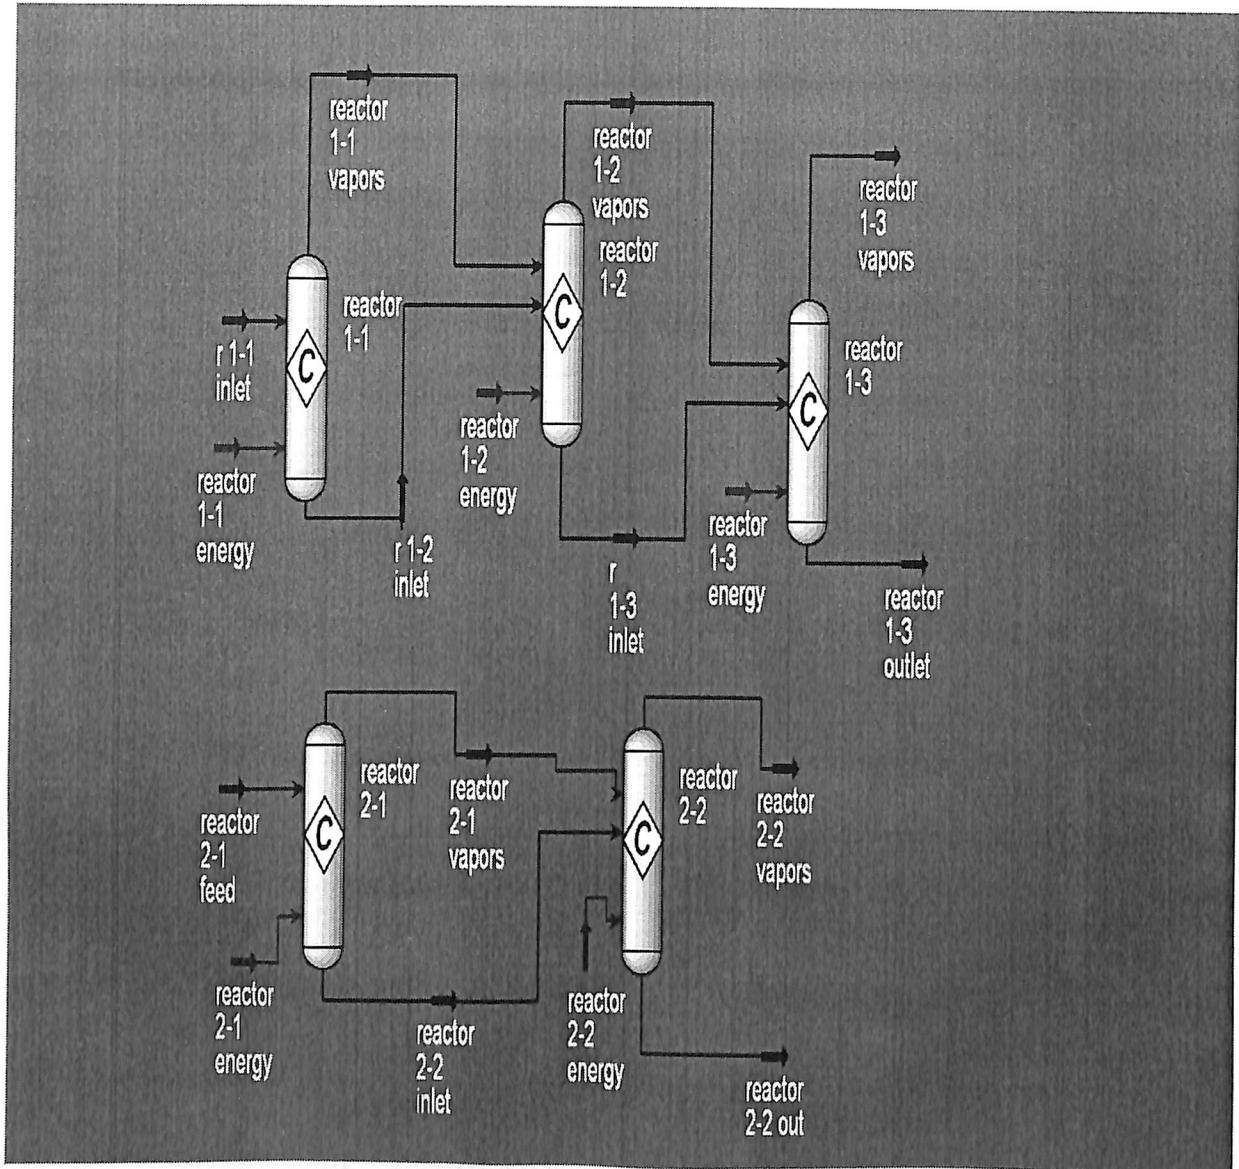 reactor
1-1
vapors
reactor
1-2
vapors
reactor
1-3
vapors
reactor
1-2
reactor
1-1
r 1-1
inlet
C
C
C
reactor
1-3
reactor
1-1
energy
reactor
1-2
energy
reactor
1-3
energy
r 1-2
inlet
r
1-3
inlet
reactor
1-3
outlet
reactor
2-1
reactor
2-1
vapors
reactor
2-2
reactor
2-2
vapors
reactor
2-1
feed
C
C
reactor
2-1
energy
reactor
2-2
inlet
reactor
2-2
energy
reactor
2-2 out